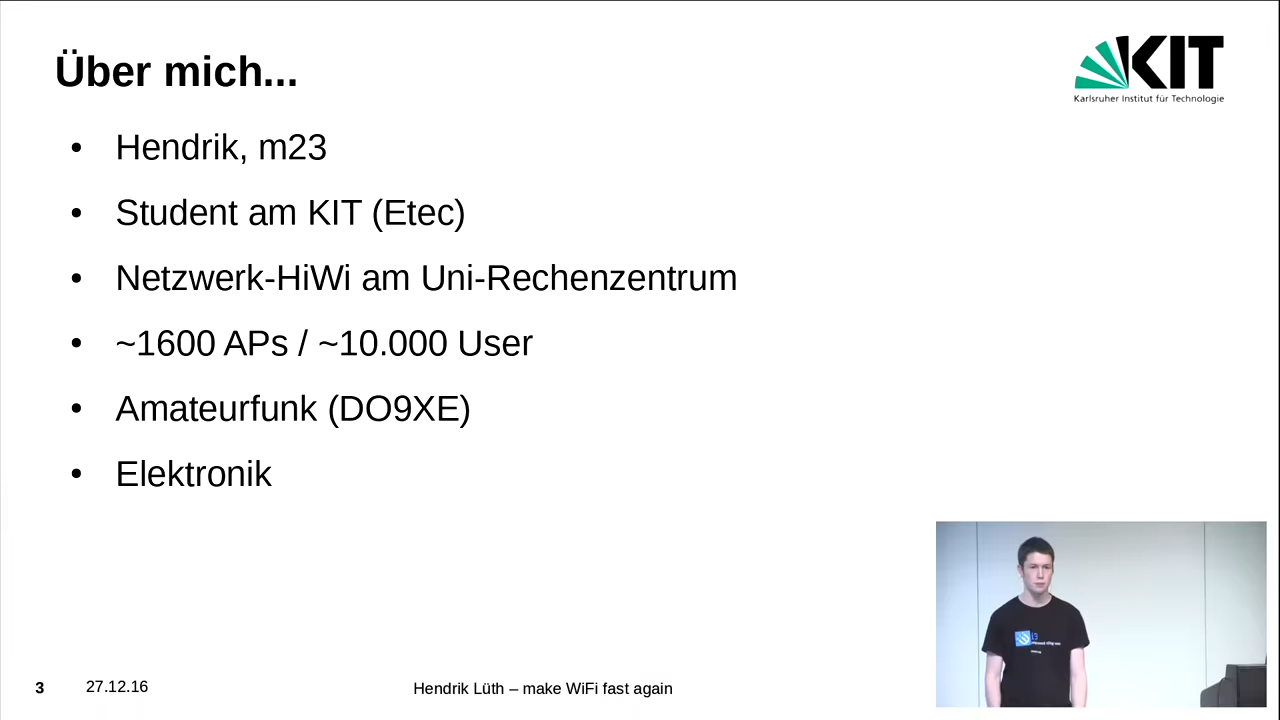 Über mich...
KIT
Karlsruher Institut für Technologie
• Hendrik, m23
• Student am KIT (Etec)
• Netzwerk-HiWi am Uni-Rechenzentrum
• ~1600 APs / ~10.000 User
• Amateurfunk (DO9XE)
• Elektronik
i3
3
27.12.16
Hendrik Lüth – make WiFi fast again